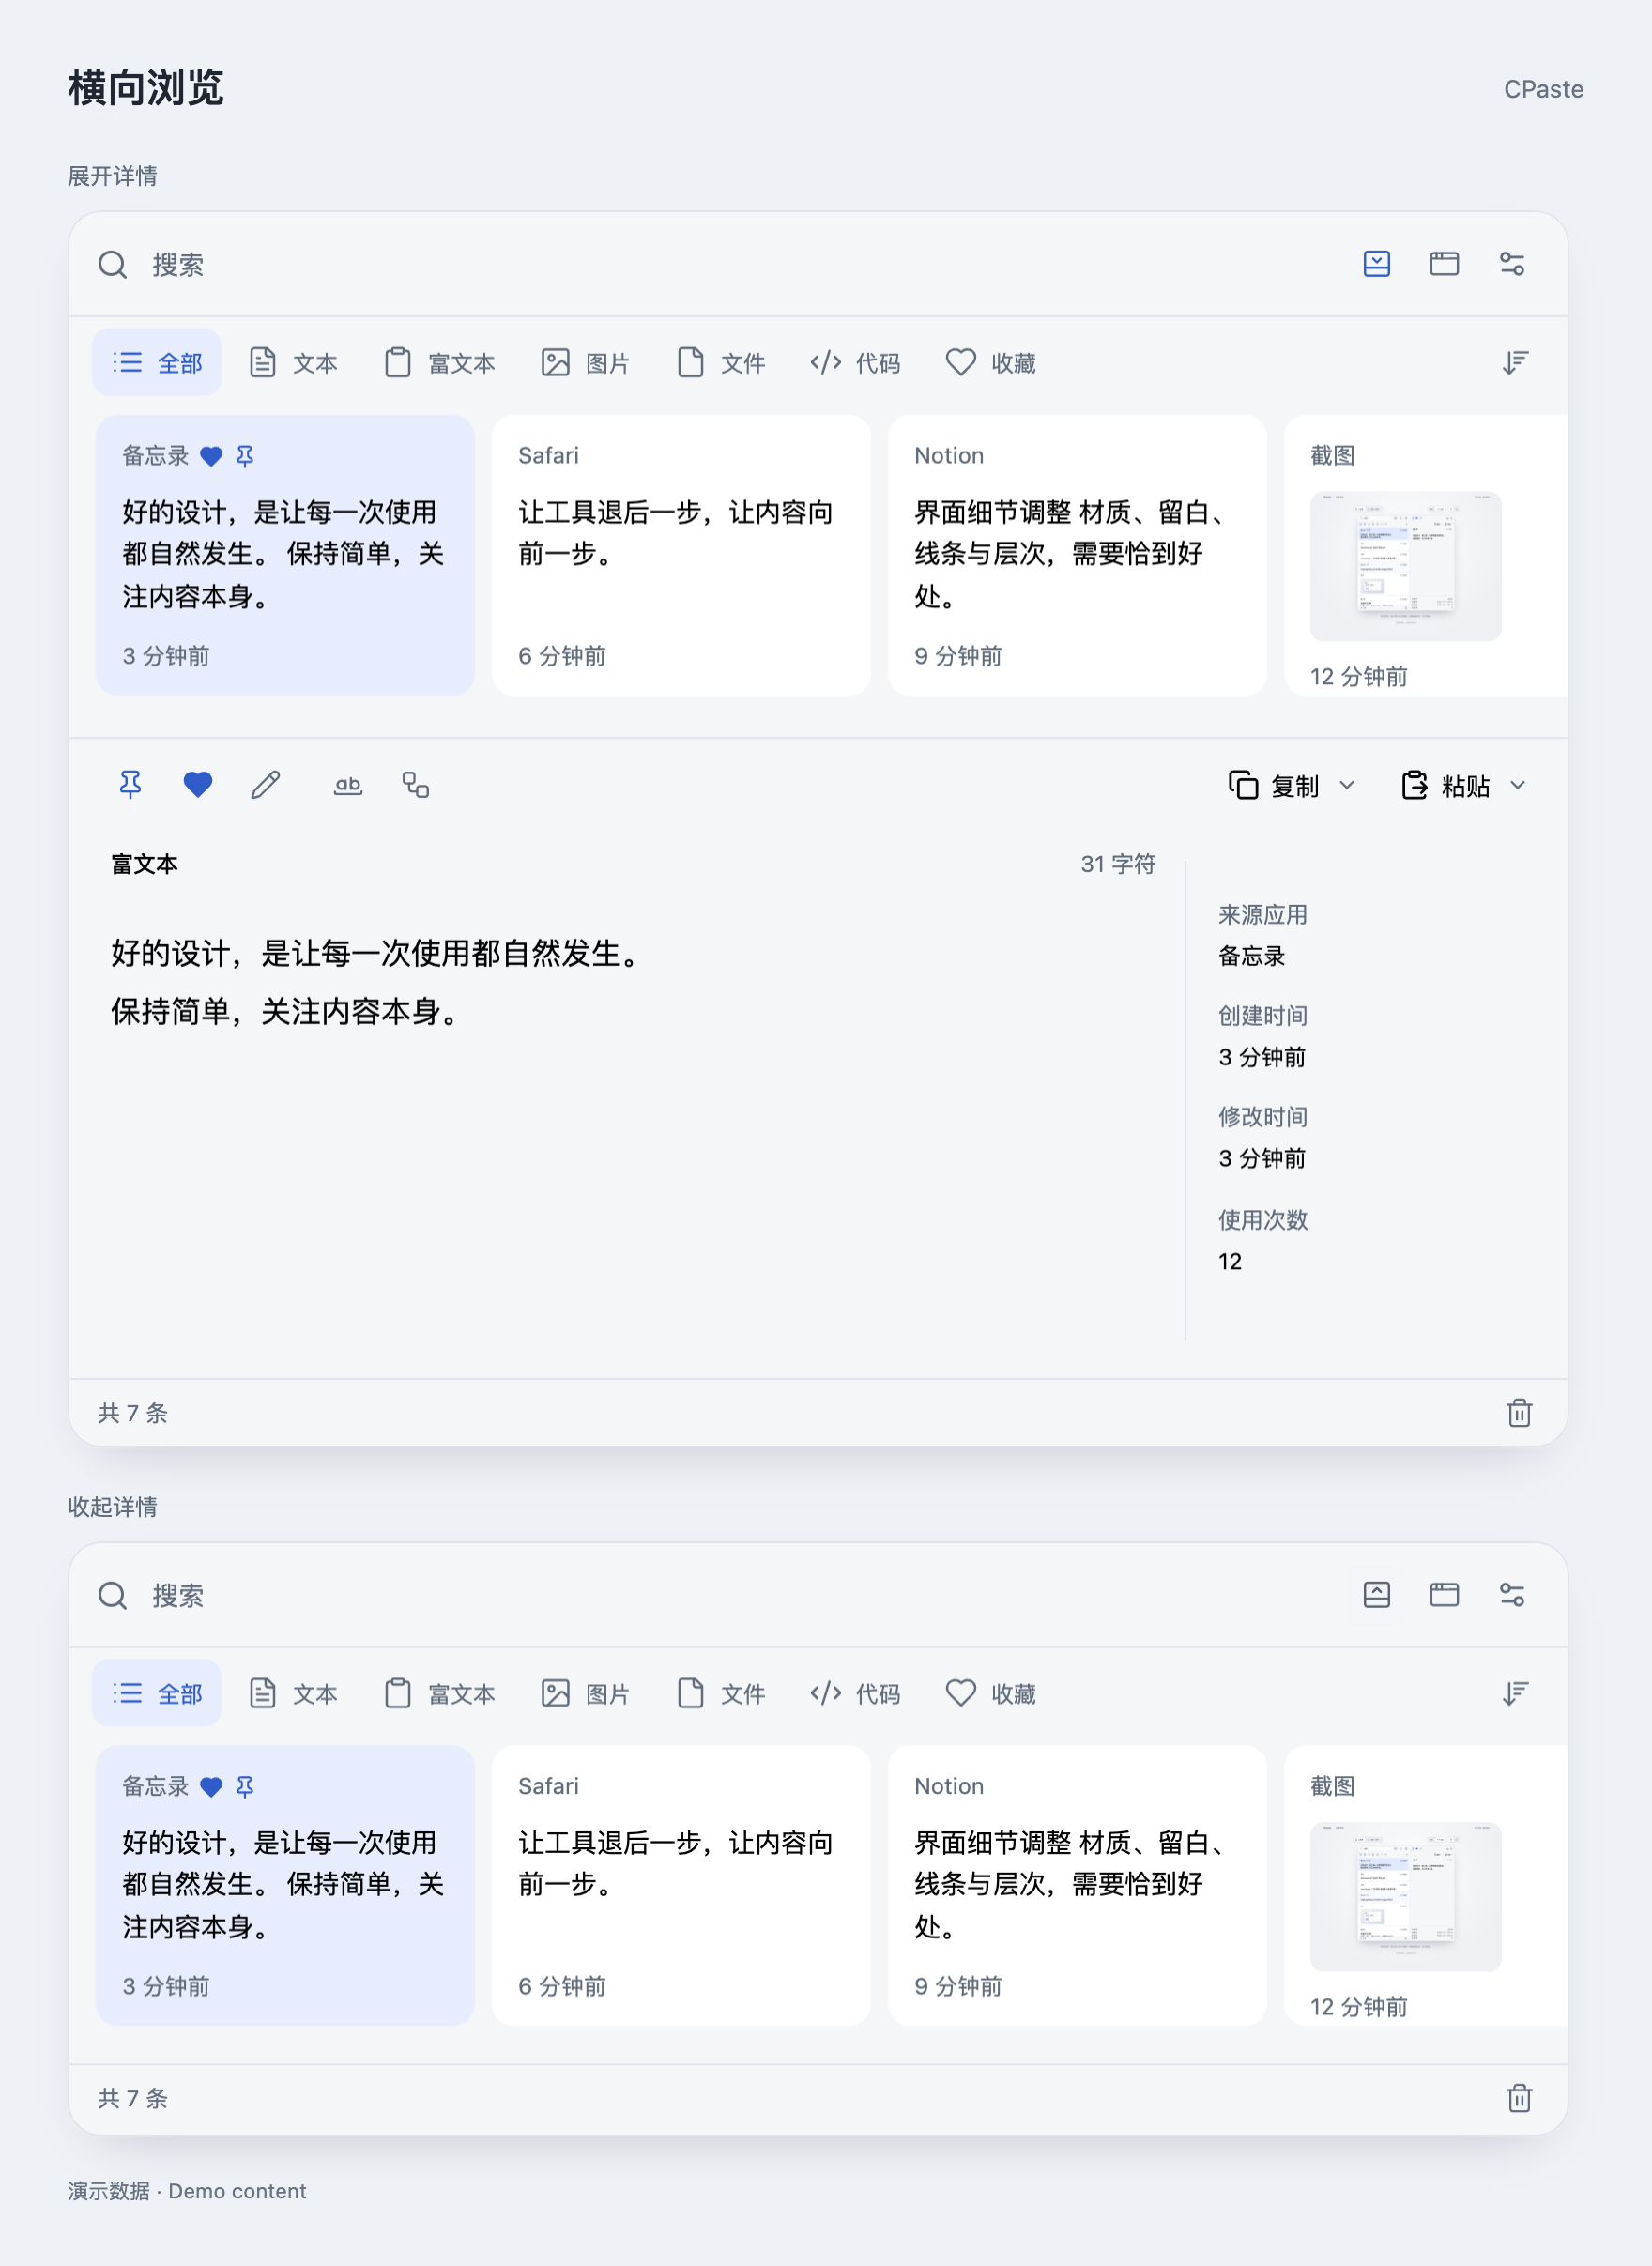 横向浏览
CPaste
展开详情
搜索
全部 文本 富文本 图片 文件 代码 收藏
备忘录
好的设计，是让每一次使用
都自然发生。 保持简单，关
注内容本身。
3 分钟前
Safari
让工具退后一步，让内容向
前一步。
6 分钟前
Notion
界面细节调整 材质、留白、
线条与层次，需要恰到好
处。
9 分钟前
截图
12 分钟前
ab
复制 粘贴
富文本
31 字符
好的设计，是让每一次使用都自然发生。
保持简单，关注内容本身。
来源应用
备忘录
创建时间
3 分钟前
修改时间
3 分钟前
使用次数
12
共 7 条
收起详情
搜索
全部 文本 富文本 图片 文件 代码 收藏
备忘录
好的设计，是让每一次使用
都自然发生。 保持简单，关
注内容本身。
3 分钟前
Safari
让工具退后一步，让内容向
前一步。
6 分钟前
Notion
界面细节调整 材质、留白、
线条与层次，需要恰到好
处。
9 分钟前
截图
12 分钟前
共 7 条
演示数据 · Demo content